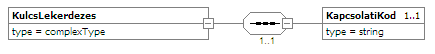 KulcsLekerdezes
type = complexType
1..1
KapcsolatiKod 1..1
type = string